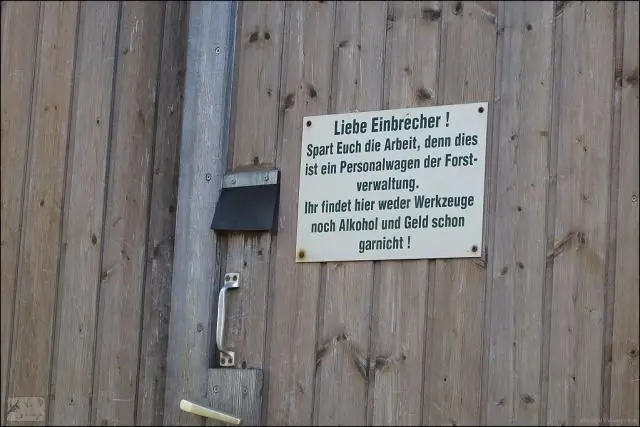 Liebe Einbrecher !
Spart Euch die Arbeit, denn dies
ist ein Personalwagen der Forst-
verwaltung.
Ihr findet hier weder Werkzeuge
noch Alkohol und Geld schon
garnicht !